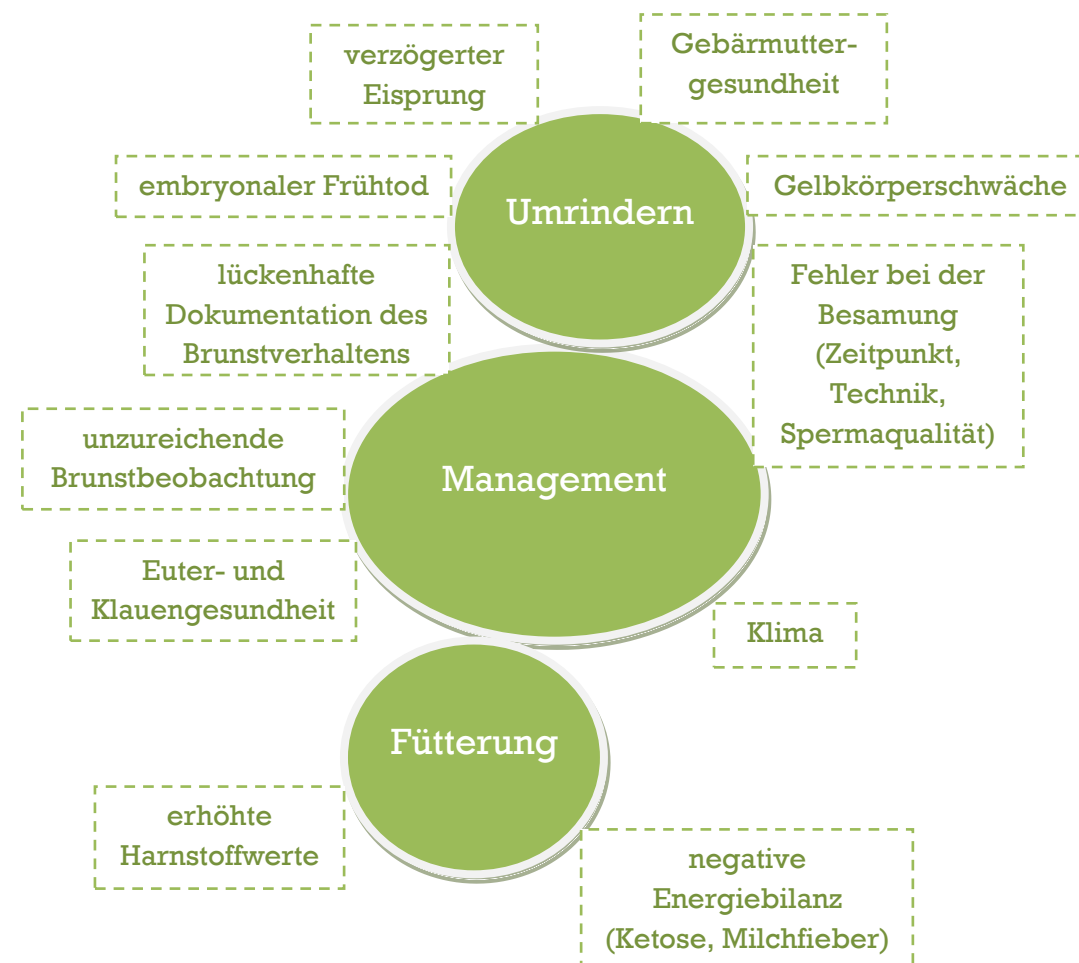 verzögerter
Eisprung
Gebärmutter-
gesundheit
embryonaler Frühtod
Umrindern
Gelbkörperschwäche
lückenhafte
Dokumentation des
Brunstverhaltens
Fehler bei der
Besamung
(Zeitpunkt,
Technik,
Spermaqualität)
unzureichende
Brunstbeobachtung
Management
Euter- und
Klauengesundheit
Klima
Fütterung
erhöhte
Harnstoffwerte
negative
Energiebilanz
(Ketose, Milchfieber)